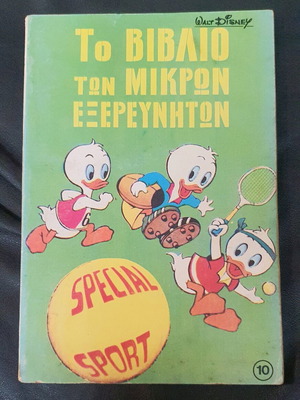 WALT DISNEY
Το ΒΙΒΛΙΟ
των ΜΙΚΡΩΝ
ΕΞΕΡΕΥΝΗΤΩΝ
SPECIAL
SPORT
10